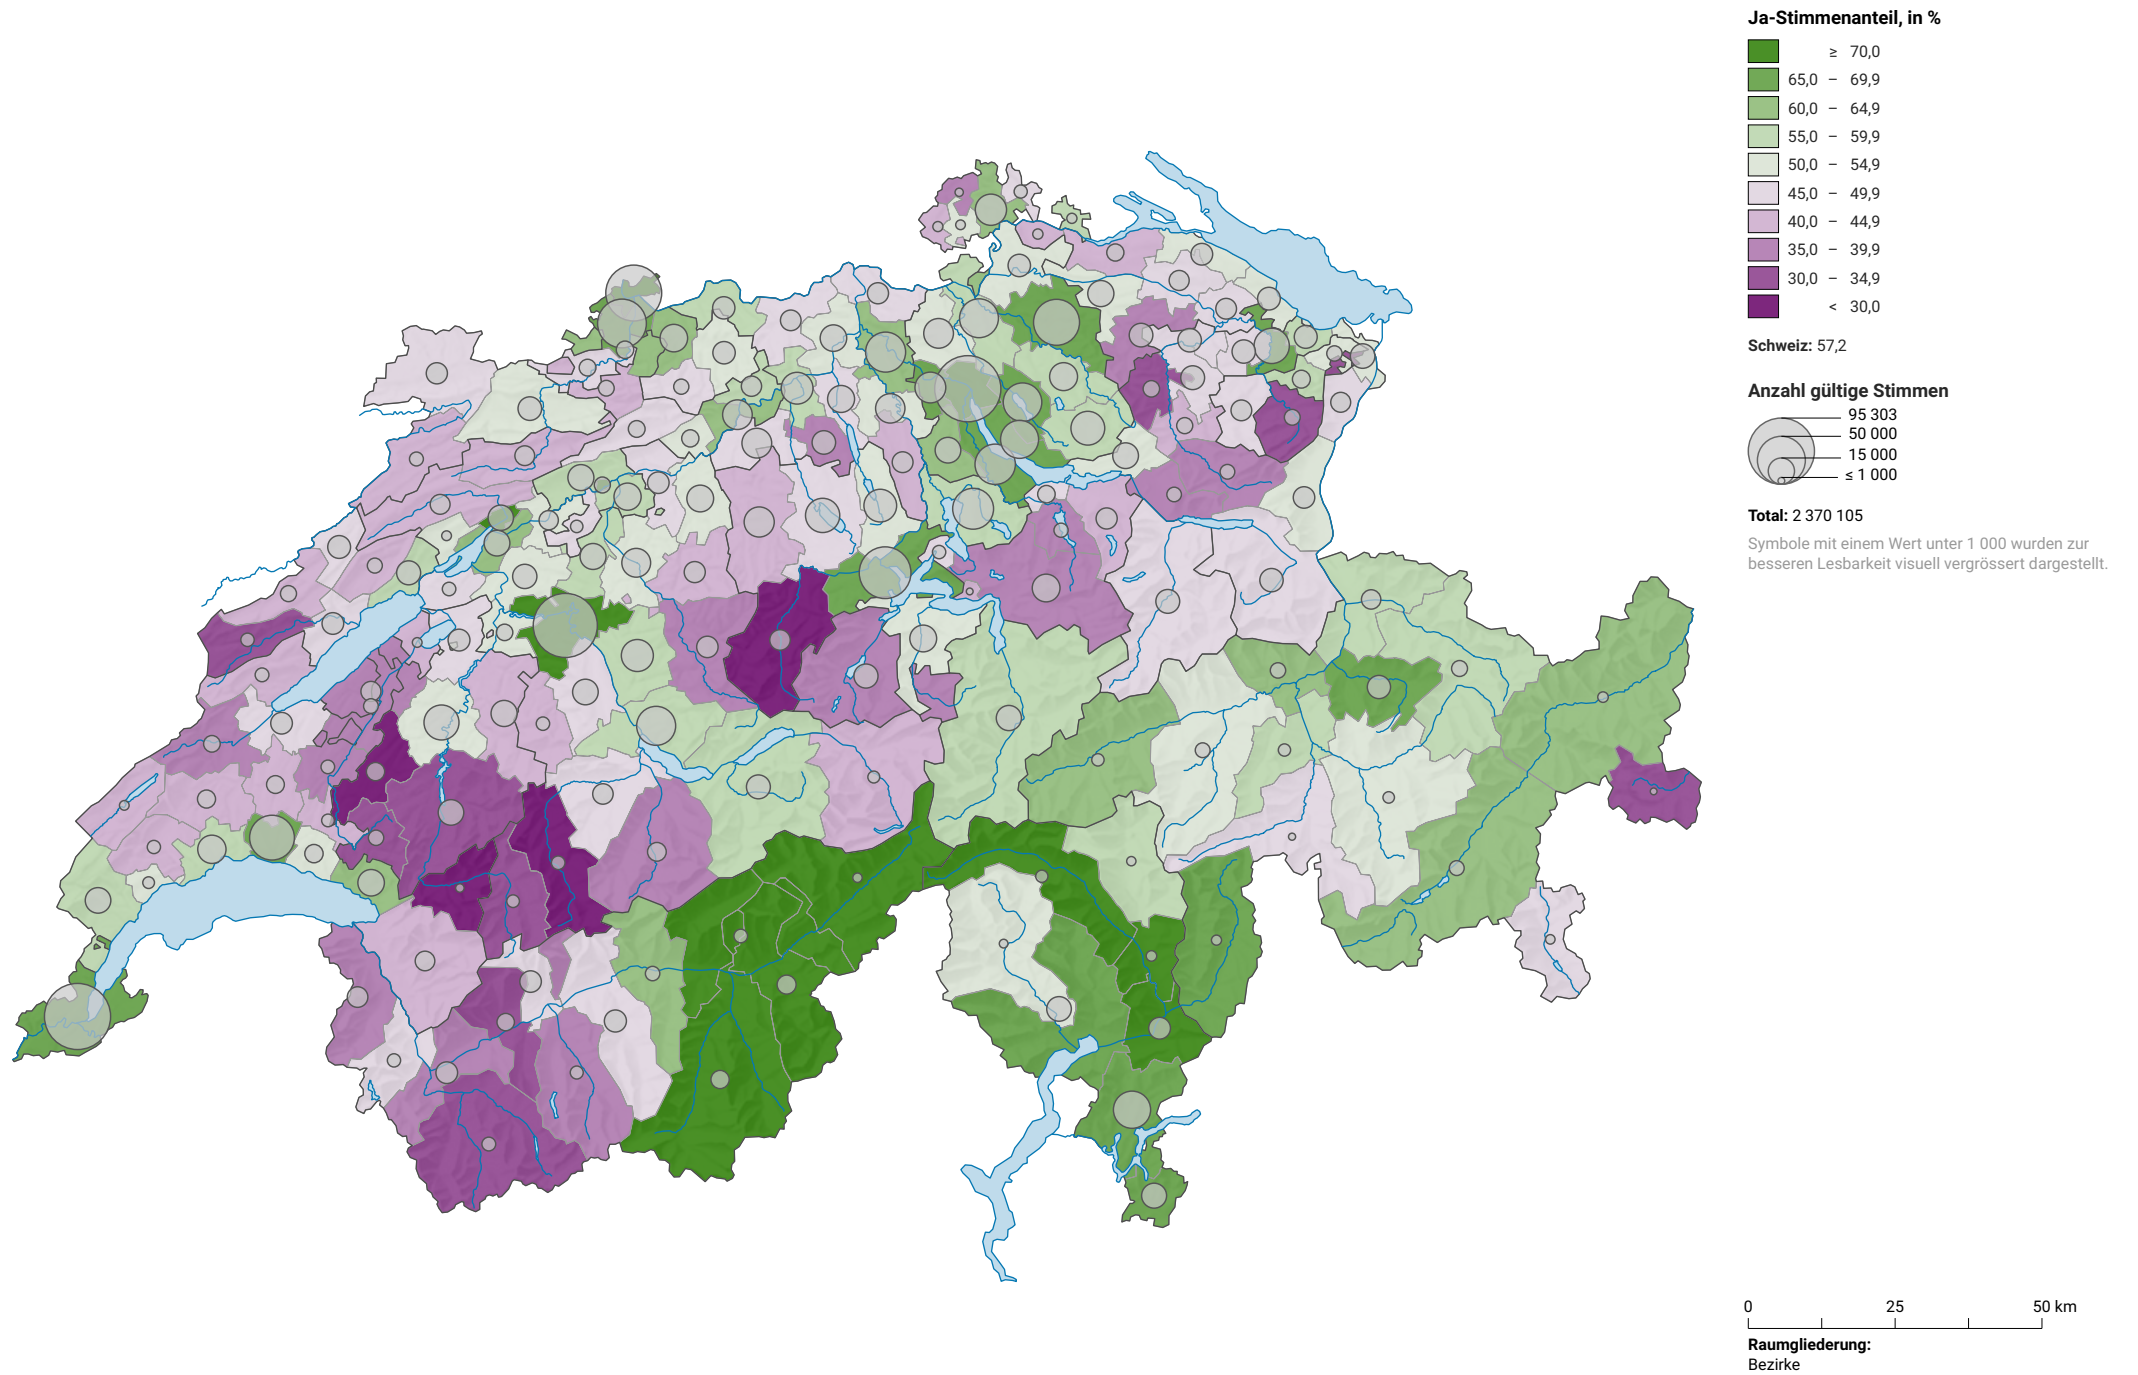 Ja-Stimmenanteil, in %
≥ 70,0
65,0 – 69,9
60,0 – 64,9
55,0 – 59,9
50,0 – 54,9
45,0 – 49,9
40,0 – 44,9
35,0 – 39,9
30,0 – 34,9
< 30,0
Schweiz: 57,2
Anzahl gültige Stimmen
95 303
50 000
15 000
≤ 1 000
Total: 2 370 105
Symbole mit einem Wert unter 1 000 wurden zur
besseren Lesbarkeit visuell vergrössert dargestellt.
0 25 50 km
Raumgliederung:
Bezirke